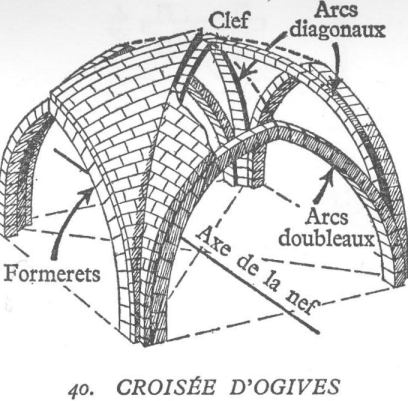 Clef
Arcs
diagonaux
Arcs
doubleaux
Axe de la nef
Formerets
40. CROISÉE D'OGIVES